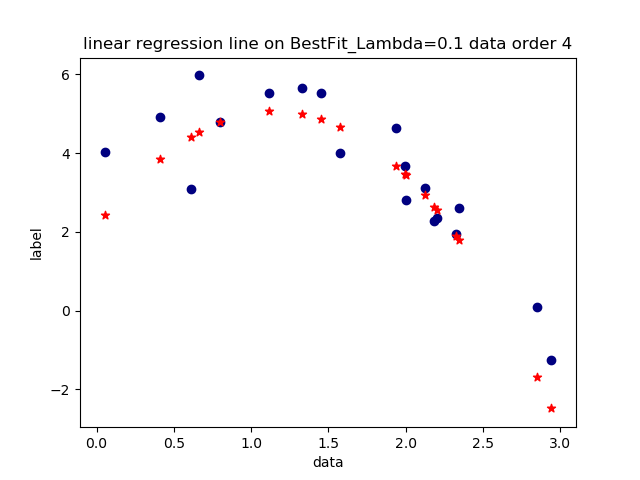 linear regression line on BestFit_Lambda=0.1 data order 4
6
4
2
0
−2
label
0.0 0.5 1.0 1.5 2.0 2.5 3.0
data